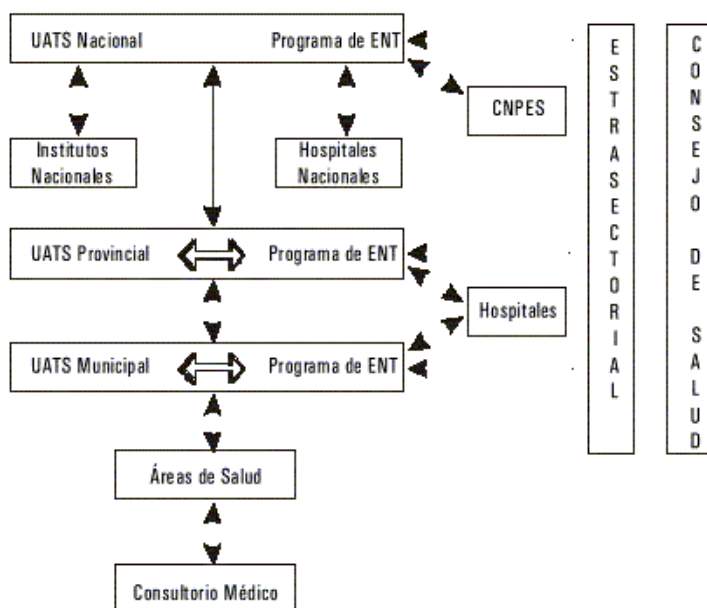 UATS Nacional Programa de ENT
CNPES
Institutos
Nacionales
Hospitales
Nacionales
UATS Provincial Programa de ENT
Hospitales
UATS Municipal Programa de ENT
Áreas de Salud
Consultorio Médico
ESTRASECTORIAL
CONSEJO DE SALUD